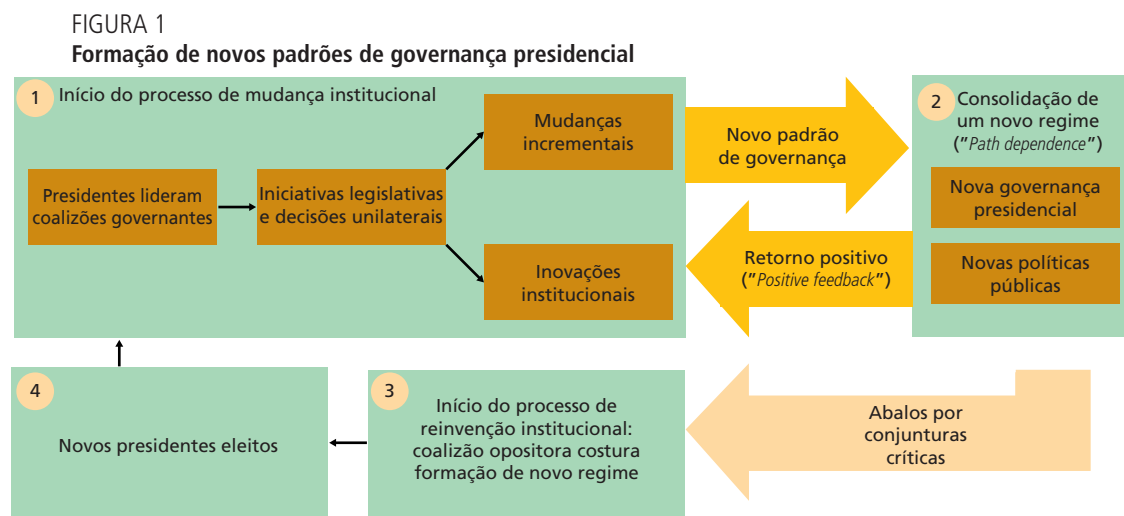 FIGURA 1
Formação de novos padrões de governança presidencial
1
Início do processo de mudança institucional
Presidentes lideram
coalizões governantes
Iniciativas legislativas
e decisões unilaterais
Mudanças
incrementais
Inovações
institucionais
Novo padrão
de governança
Retorno positivo
("Positive feedback")
2
Consolidação de
um novo regime
("Path dependence")
Nova governança
presidencial
Novas políticas
públicas
4
Novos presidentes eleitos
3
Início do processo de
reinvenção institucional:
coalizão opositora costura
formação de novo regime
Abalos por
conjunturas
críticas